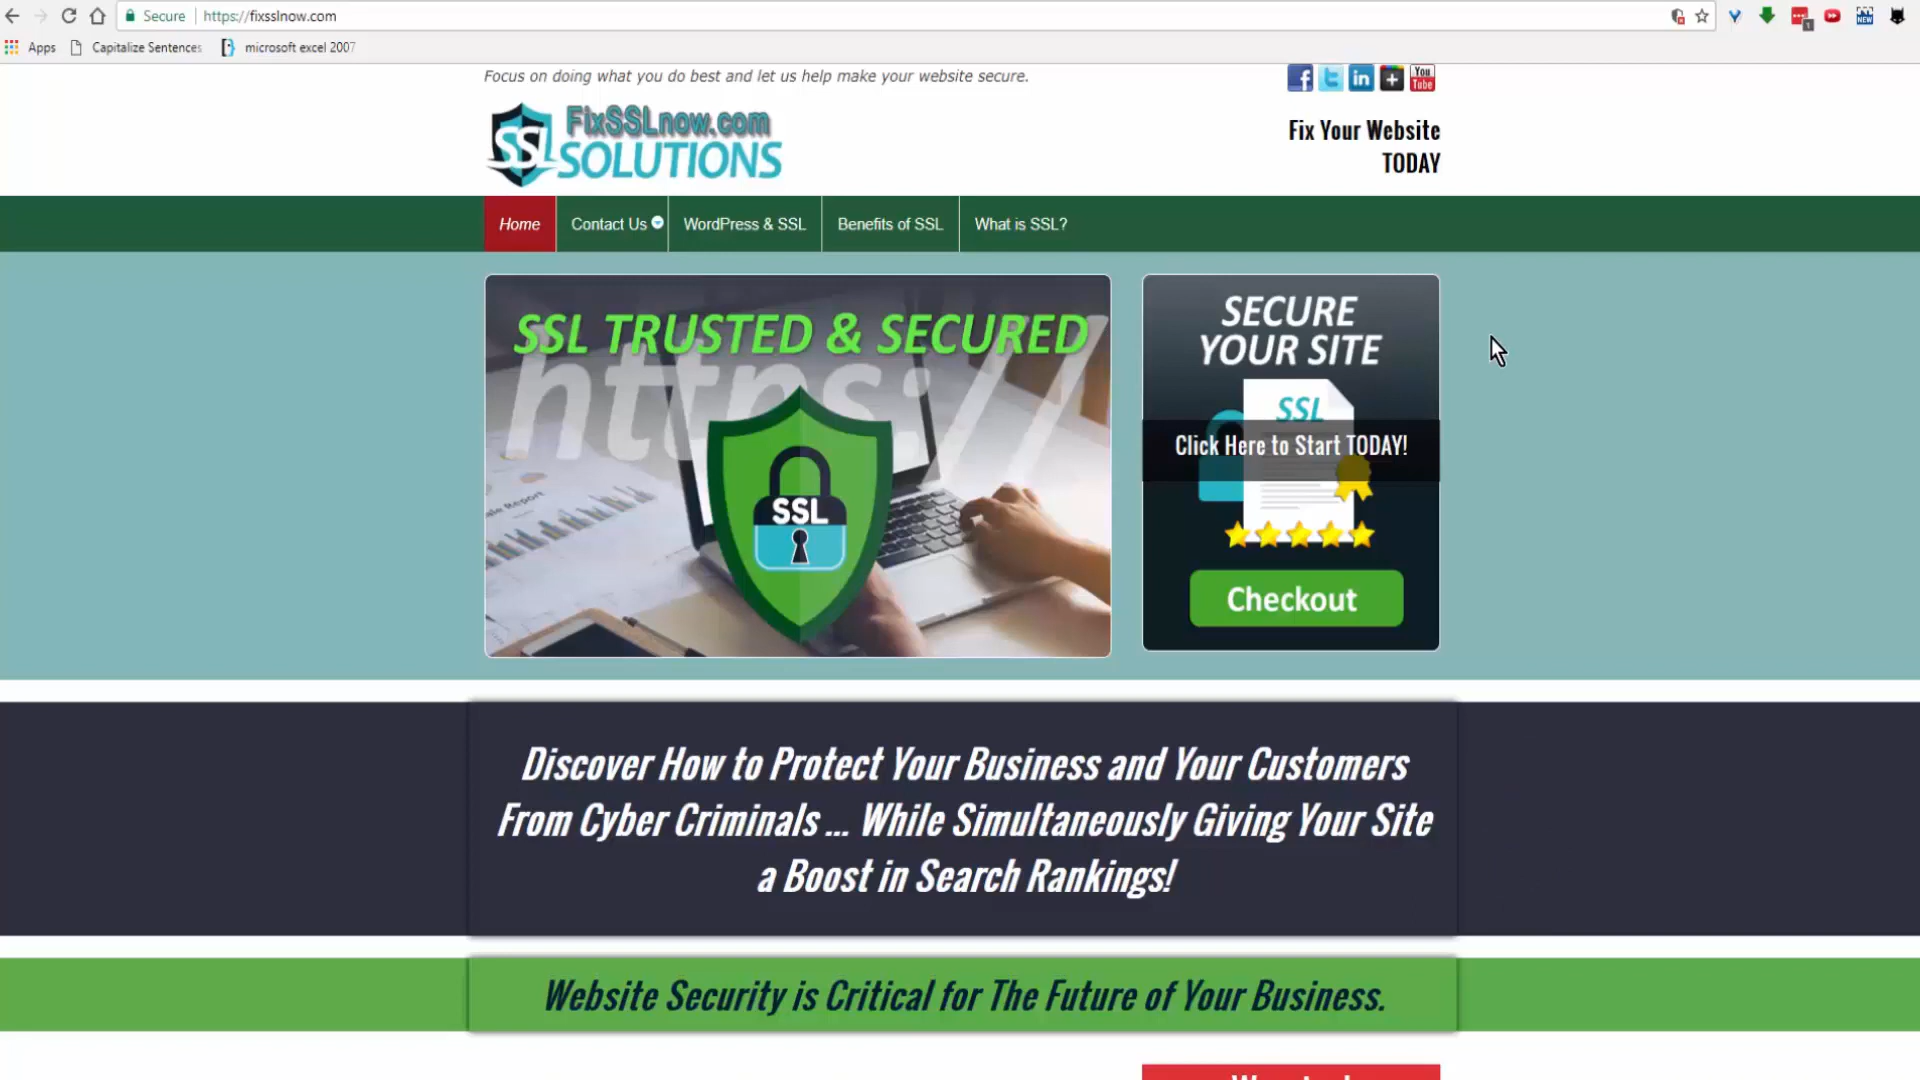 Secure https://fixsslnow.com
Apps Capitalize Sentences microsoft excel 2007
Focus on doing what you do best and let us help make your website secure.
You
Tube
FixSSLnow.com
SSL SOLUTIONS
Fix Your Website
TODAY
Home Contact Us WordPress & SSL Benefits of SSL What is SSL?
SSL TRUSTED & SECURED
https://
SSL
SECURE
YOUR SITE
SSL
Click Here to Start TODAY!
Checkout
Discover How to Protect Your Business and Your Customers
From Cyber Criminals ... While Simultaneously Giving Your Site
a Boost in Search Rankings!
Website Security is Critical for The Future of Your Business.